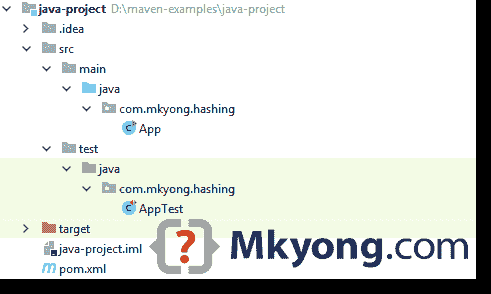 java-project D:\maven-examples\java-project
.idea
src
main
java
com.mkyong.hashing
C App
test
java
com.mkyong.hashing
C AppTest
target
java-project.iml
m pom.xml
{?} Mkyong.com